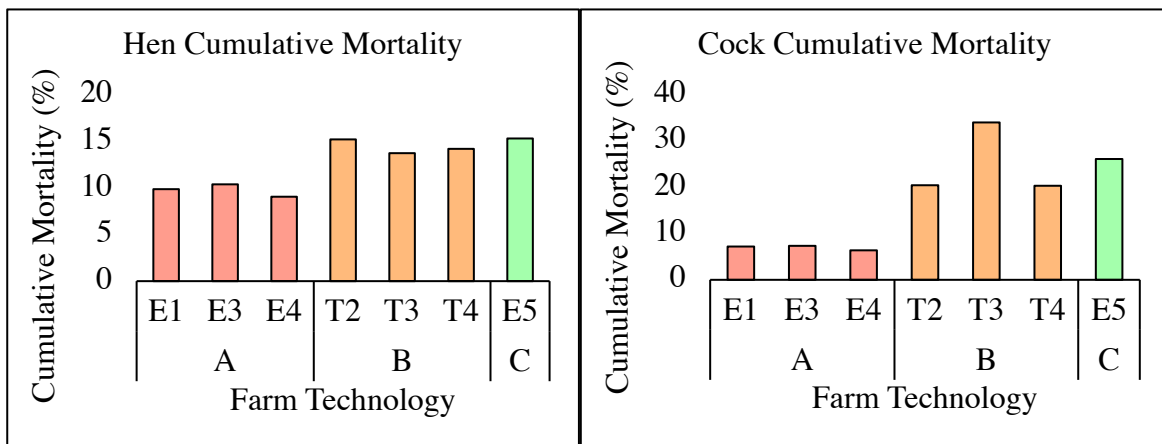 Hen Cumulative Mortality
Cumulative Mortality (%)
20
15
10
5
0
E1 E3 E4 T2 T3 T4 E5
A B C
Farm Technology
Cock Cumulative Mortality
Cumulative Mortality (%)
40
30
20
10
0
E1 E3 E4 T2 T3 T4 E5
A B C
Farm Technology